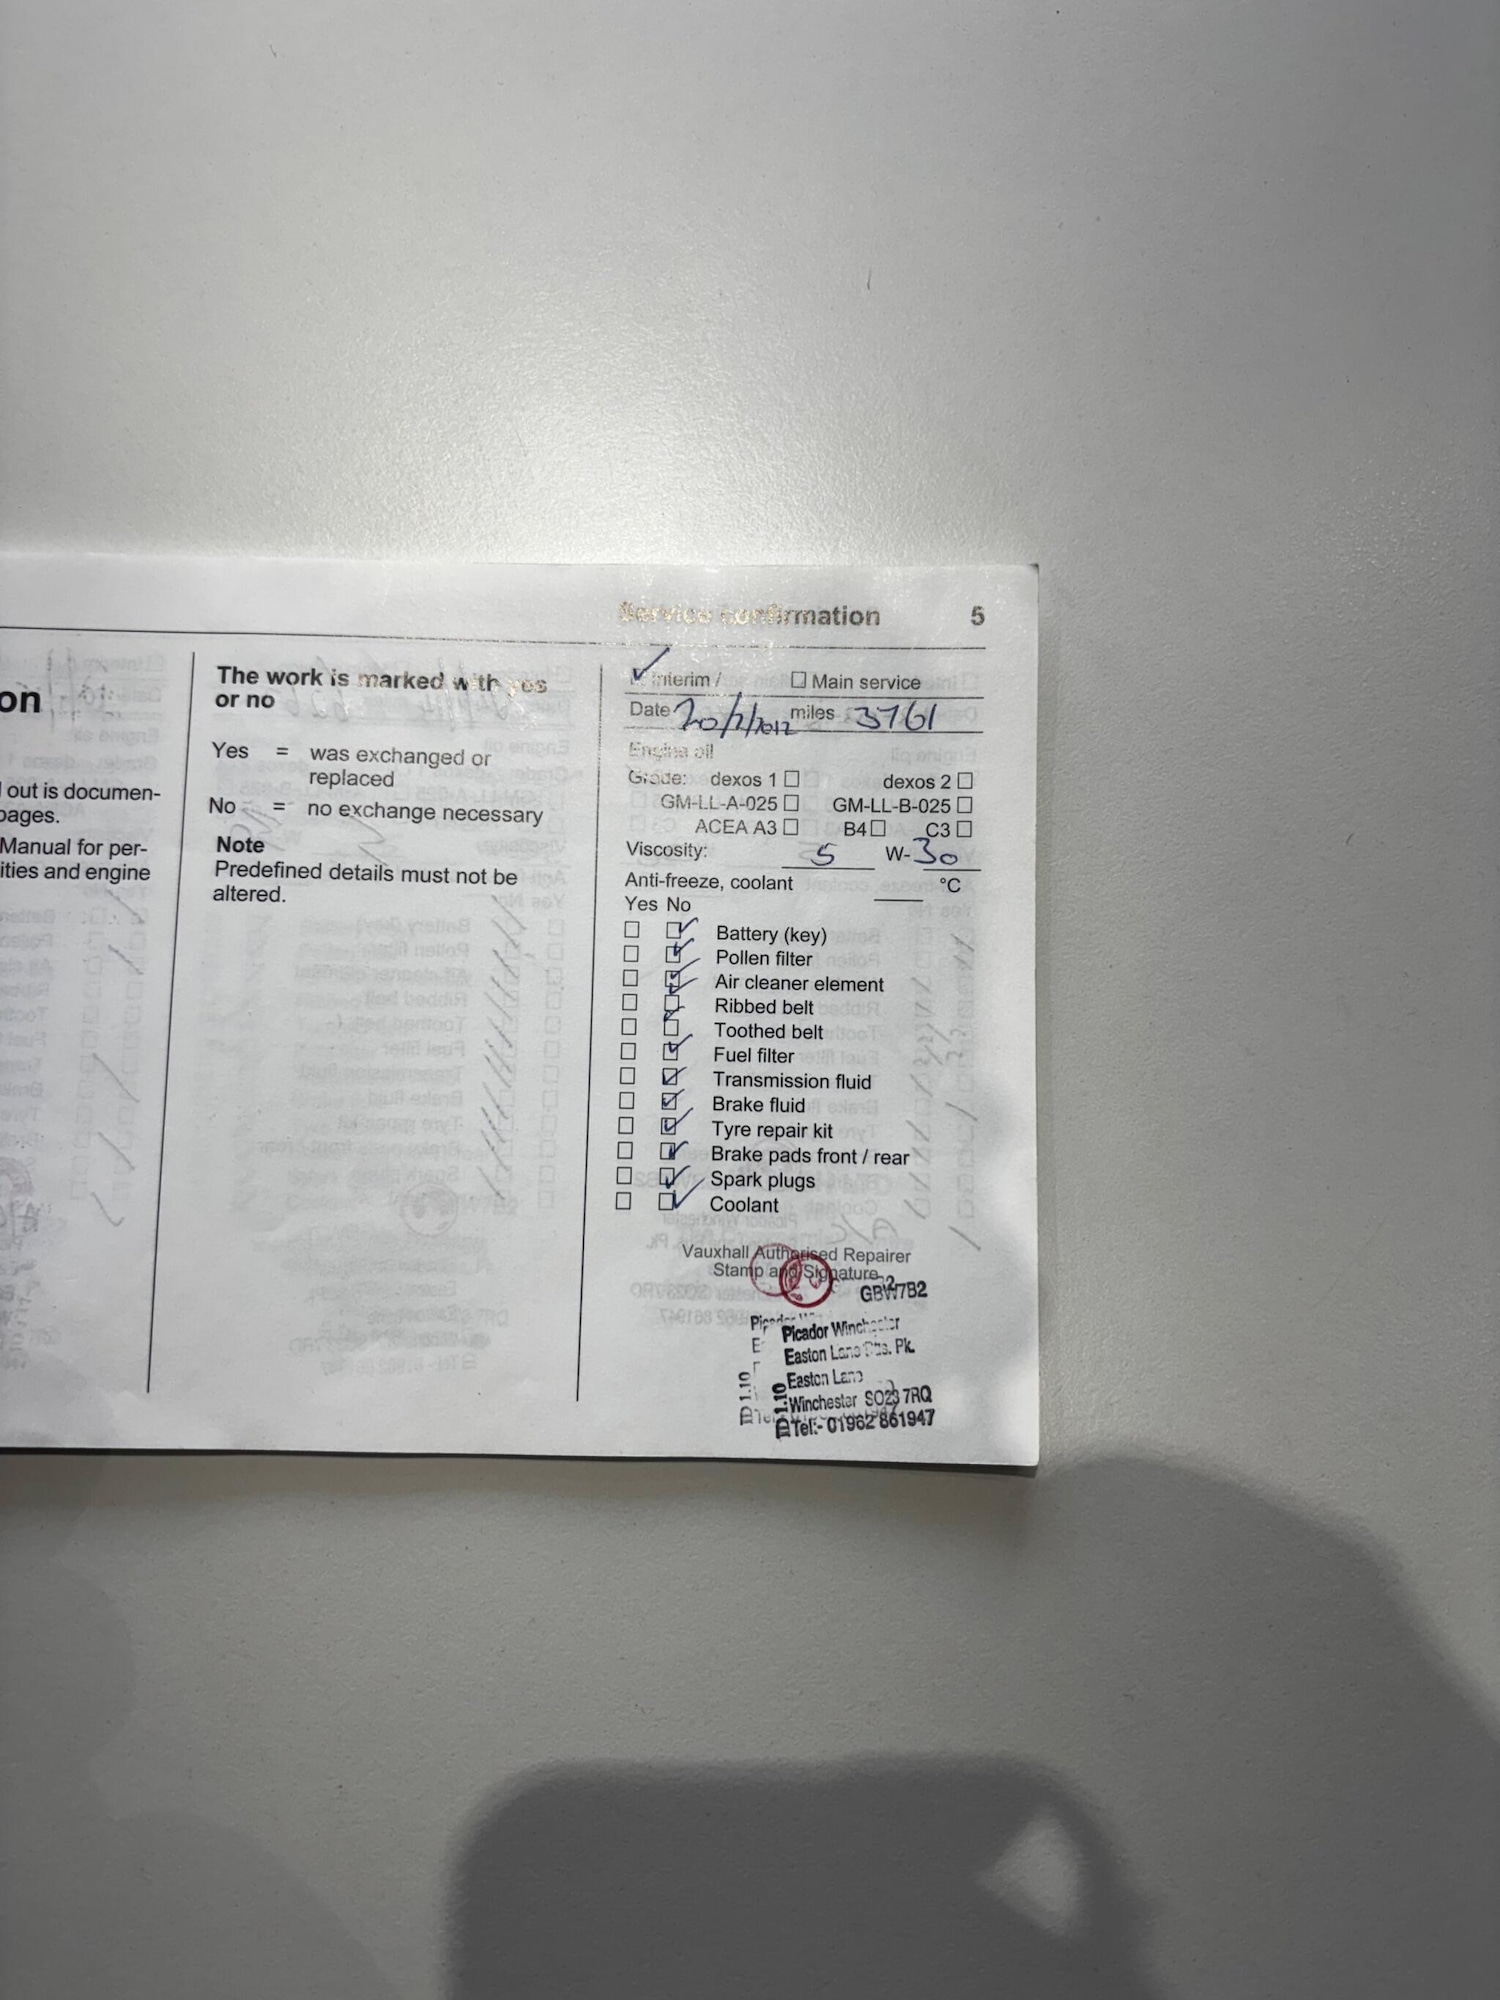 Service confirmation 5
on
out is documen-
pages.
Manual for per-
ities and engine
The work is marked with yes
or no
Yes = was exchanged or
replaced
No = no exchange necessary
Note
Predefined details must not be
altered.
Interim / Main service
Date 20/7/2012 miles 3761
Engine oil
Grade: dexos 1 dexos 2
GM-LL-A-025 GM-LL-B-025
ACEA A3 B4 C3
Viscosity: 5 W-30
Anti-freeze, coolant °C
Yes No
Battery (key)
Pollen filter
Air cleaner element
Ribbed belt
Toothed belt
Fuel filter
Transmission fluid
Brake fluid
Tyre repair kit
Brake pads front / rear
Spark plugs
Coolant
Vauxhall Authorised Repairer
Stamp and Signature
GBW7B2
Picador Winchester
Easton Lane Bus. Pk.
Easton Lane
Winchester SO23 7RQ
Tel:- 01962 861947
1.10